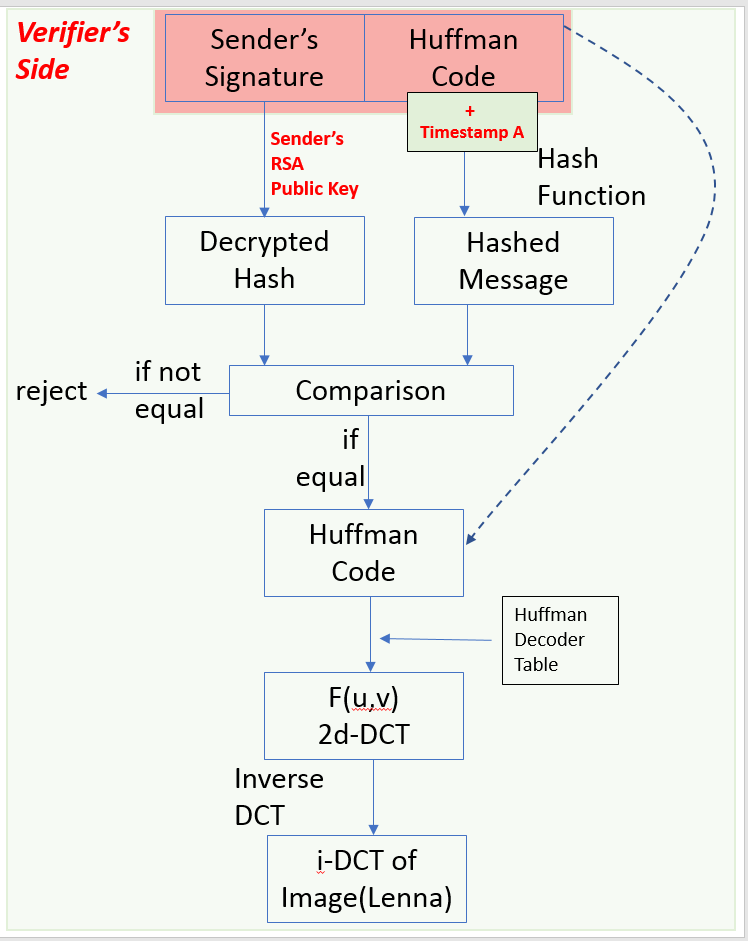 Verifier’s
Side
Sender’s
Signature
Huffman
Code
+
Timestamp A
Sender’s
RSA
Public Key
Hash
Function
Decrypted
Hash
Hashed
Message
reject
if not
equal
Comparison
if
equal
Huffman
Code
Huffman
Decoder
Table
F(u,v)
2d-DCT
Inverse
DCT
i-DCT of
Image(Lenna)